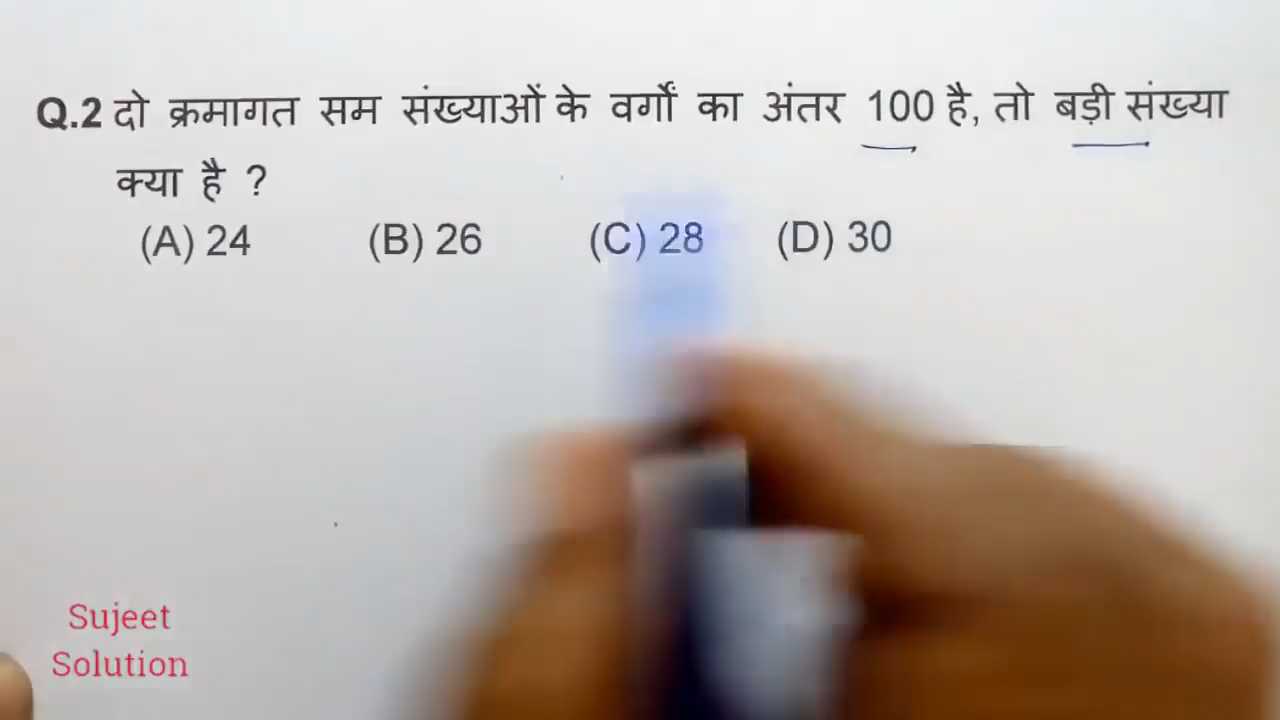 Q.2 दो क्रमागत सम संख्याओं के वर्गों का अंतर 100 है, तो बड़ी संख्या
क्या है ?
(A) 24 (B) 26 (C) 28 (D) 30
Sujeet
Solution